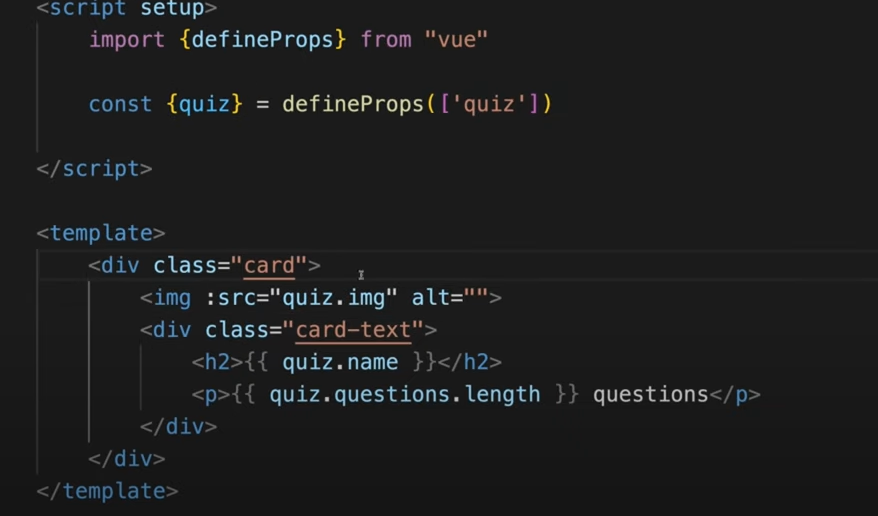 <script setup>
import {defineProps} from "vue"
const {quiz} = defineProps(['quiz'])
</script>
<template>
<div class="card">
<img :src="quiz.img" alt="">
<div class="card-text">
<h2>{{ quiz.name }}</h2>
<p>{{ quiz.questions.length }} questions</p>
</div>
</div>
</template>